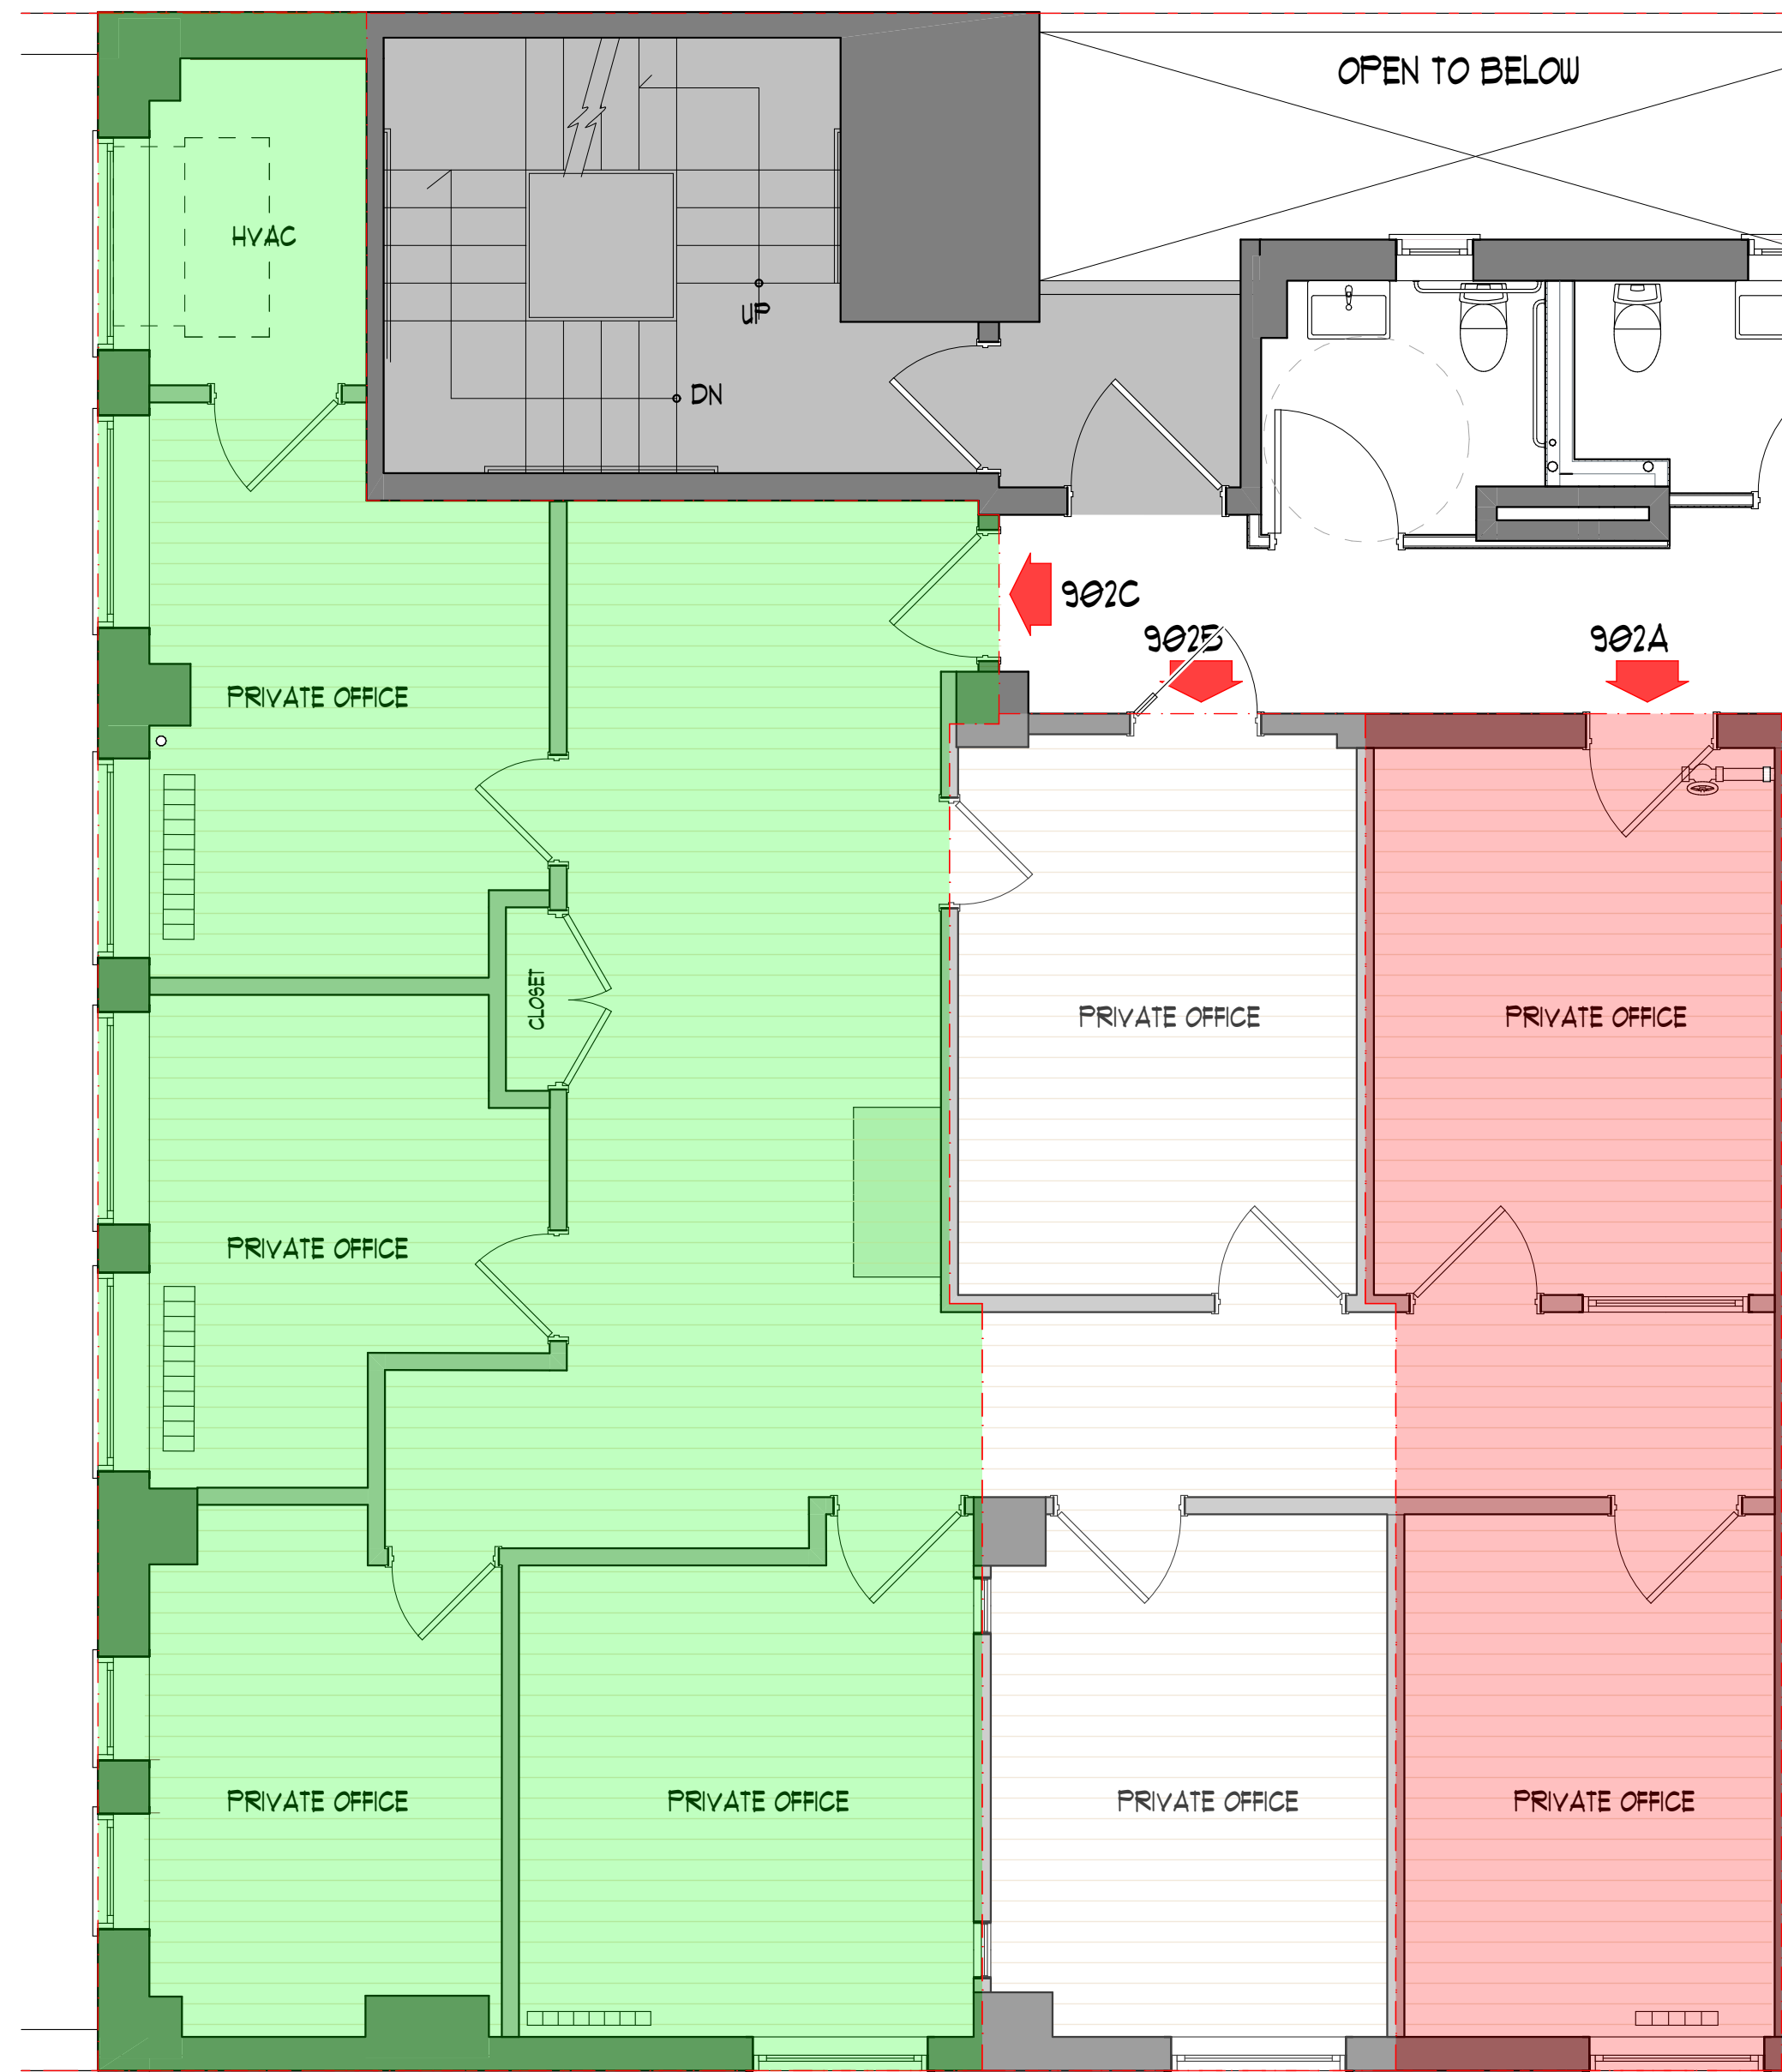 OPEN TO BELOW
HVAC
UP
DN
902C
902B
902A
PRIVATE OFFICE
CLOSET
PRIVATE OFFICE
PRIVATE OFFICE
PRIVATE OFFICE
PRIVATE OFFICE
PRIVATE OFFICE
PRIVATE OFFICE
PRIVATE OFFICE